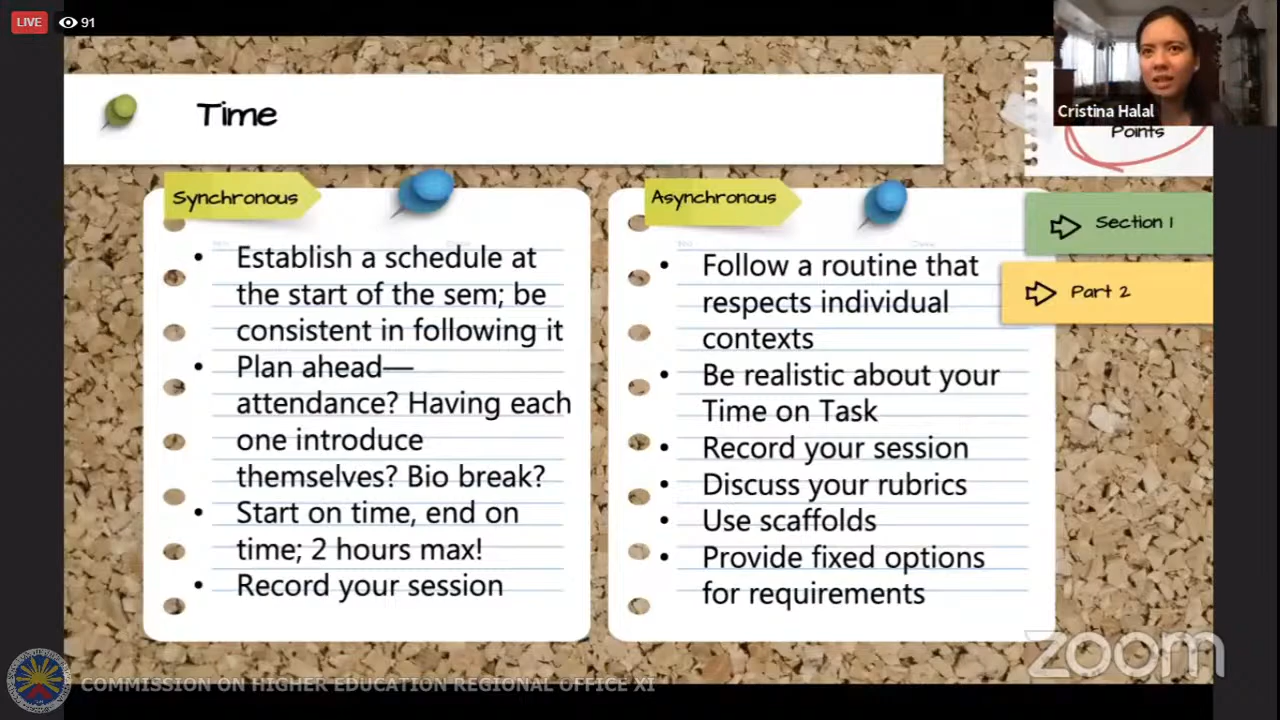 LIVE 91
Time
Cristina Halal
Points
Synchronous
Asynchronous
Section 1
Part 2
• Establish a schedule at
the start of the sem; be
consistent in following it
• Plan ahead—
attendance? Having each
one introduce
themselves? Bio break?
• Start on time, end on
time; 2 hours max!
• Record your session
• Follow a routine that
respects individual
contexts
• Be realistic about your
Time on Task
• Record your session
• Discuss your rubrics
• Use scaffolds
• Provide fixed options
for requirements
zoom
COMMISSION ON HIGHER EDUCATION REGIONAL OFFICE XI